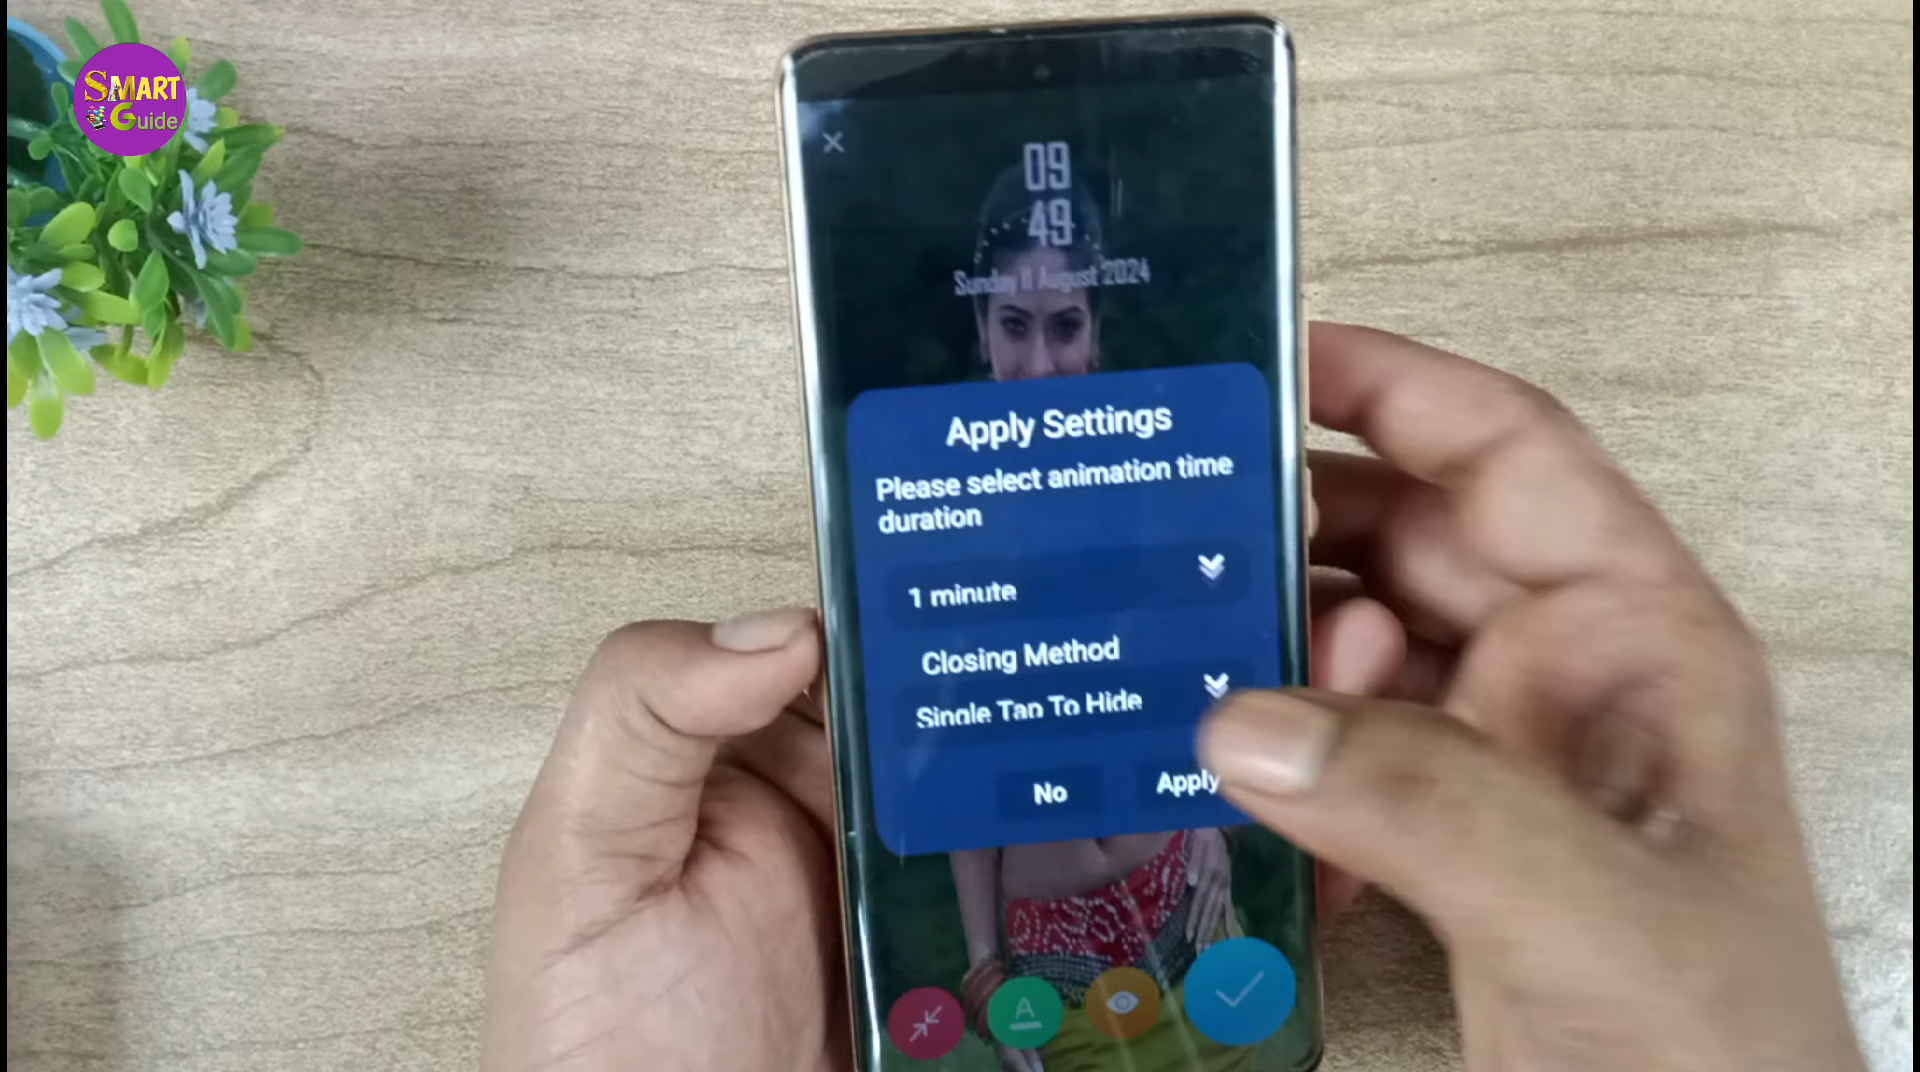 SMART
Guide
09
49
Sunday 11 August 2024
Apply Settings
Please select animation time
duration
1 minute
Closing Method
Single Tap To Hide
No
Apply
A